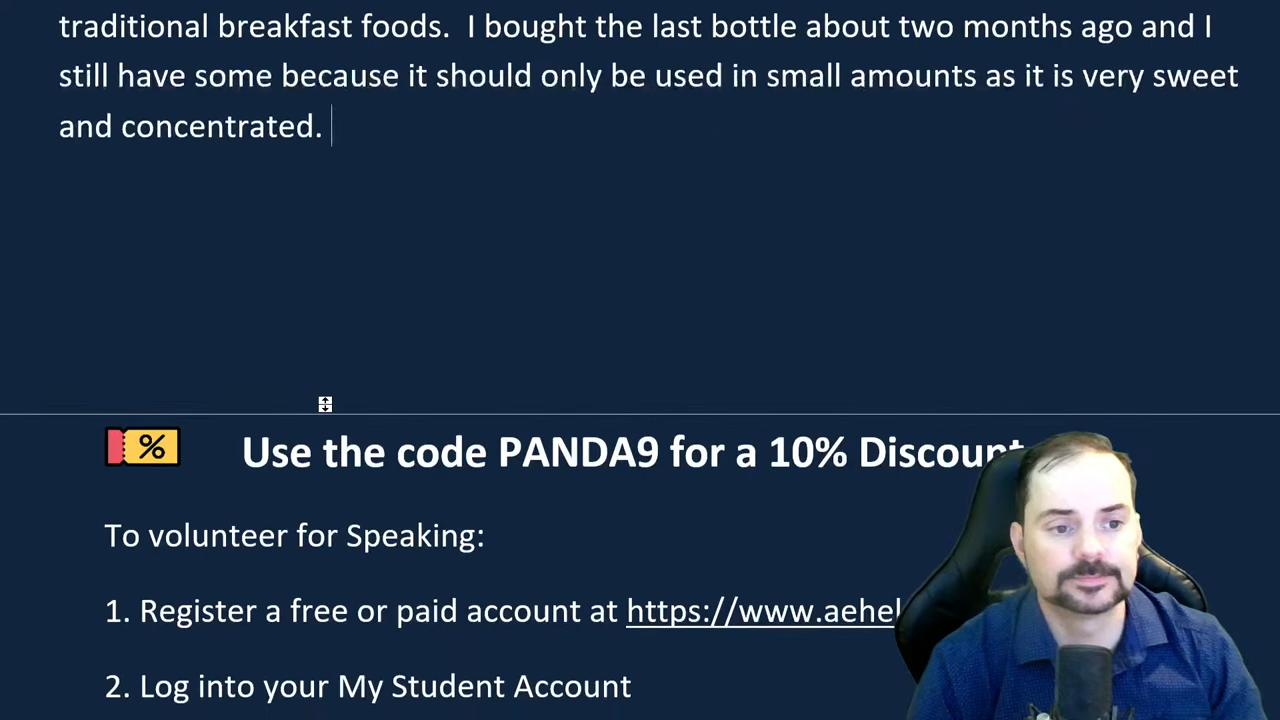 traditional breakfast foods.  I bought the last bottle about two months ago and I
still have some because it should only be used in small amounts as it is very sweet
and concentrated.
% Use the code PANDA9 for a 10% Discount
To volunteer for Speaking:
1. Register a free or paid account at https://www.aehel
2. Log into your My Student Account